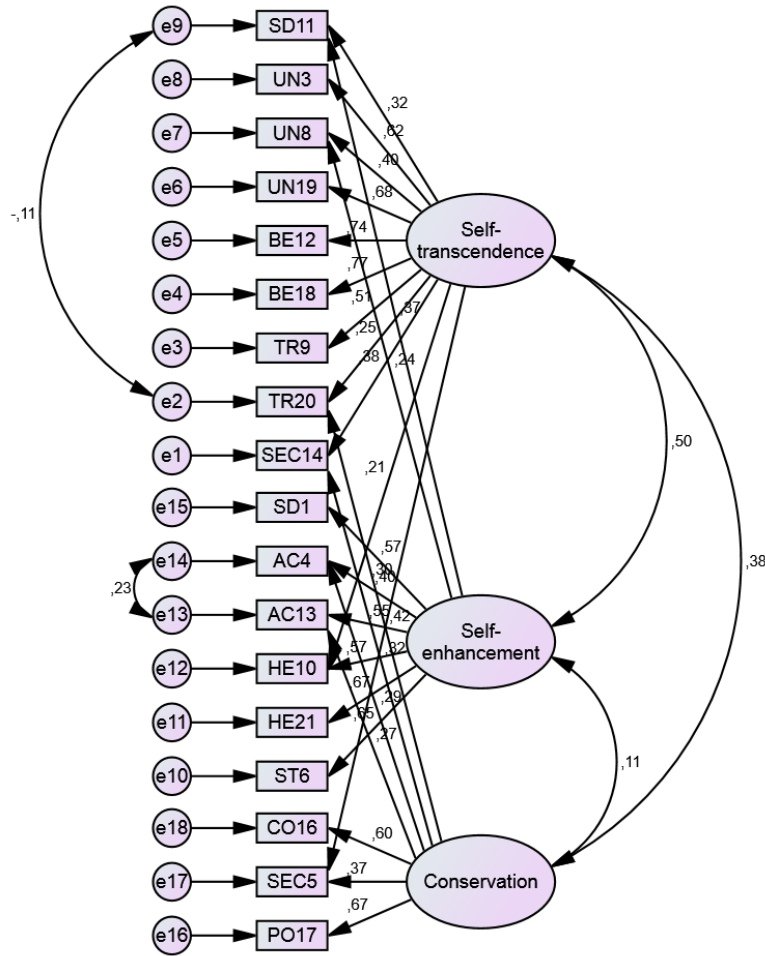 e9
SD11
e8
UN3
,32
,62
e7
UN8
,40
e6
UN19
,68
-,11
e5
BE12
,74
Self-
transcendence
,77
e4
BE18
,51
,37
e3
TR9
,25
38
,24
e2
TR20
e1
SEC14
,50
,21
e15
SD1
,57
e14
AC4
,30
,40
,38
,23
e13
AC13
,55
,42
Self-
enhancement
e12
HE10
,57
,32
67
,29
e11
HE21
,65
,27
e10
ST6
,11
e18
CO16
,60
e17
SEC5
,37
Conservation
,67
e16
PO17